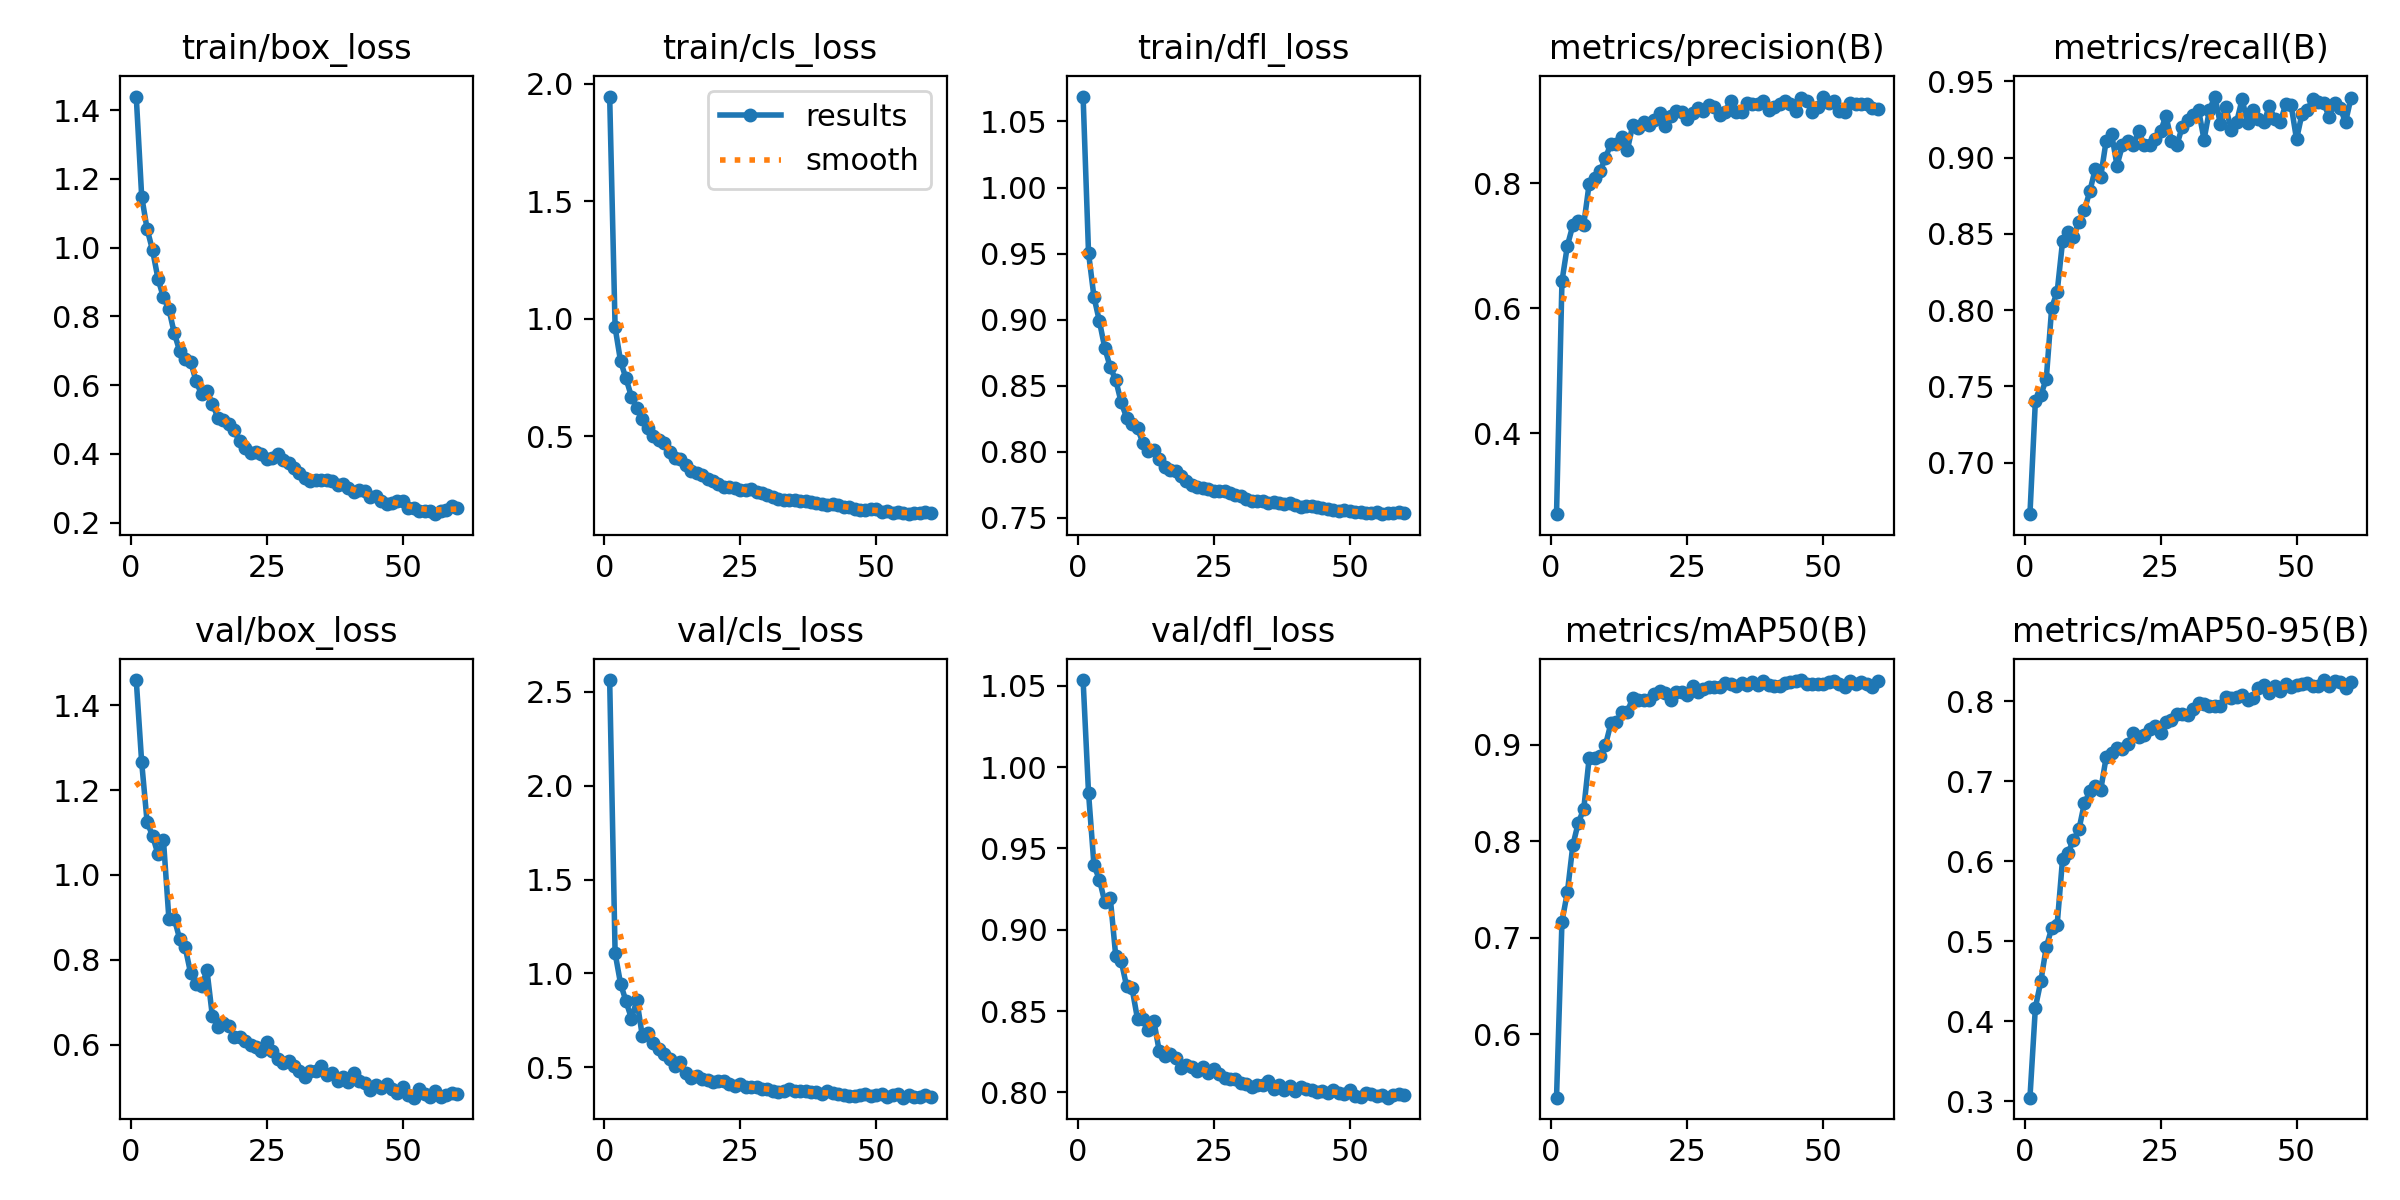 train/box_loss
1.4
1.2
1.0
0.8
0.6
0.4
0.2
0 25 50
train/cls_loss
results
smooth
2.0
1.5
1.0
0.5
0 25 50
train/dfl_loss
1.05
1.00
0.95
0.90
0.85
0.80
0.75
0 25 50
metrics/precision(B)
0.8
0.6
0.4
0 25 50
metrics/recall(B)
0.95
0.90
0.85
0.80
0.75
0.70
0 25 50
val/box_loss
1.4
1.2
1.0
0.8
0.6
0 25 50
val/cls_loss
2.5
2.0
1.5
1.0
0.5
0 25 50
val/dfl_loss
1.05
1.00
0.95
0.90
0.85
0.80
0 25 50
metrics/mAP50(B)
0.9
0.8
0.7
0.6
0 25 50
metrics/mAP50-95(B)
0.8
0.7
0.6
0.5
0.4
0.3
0 25 50